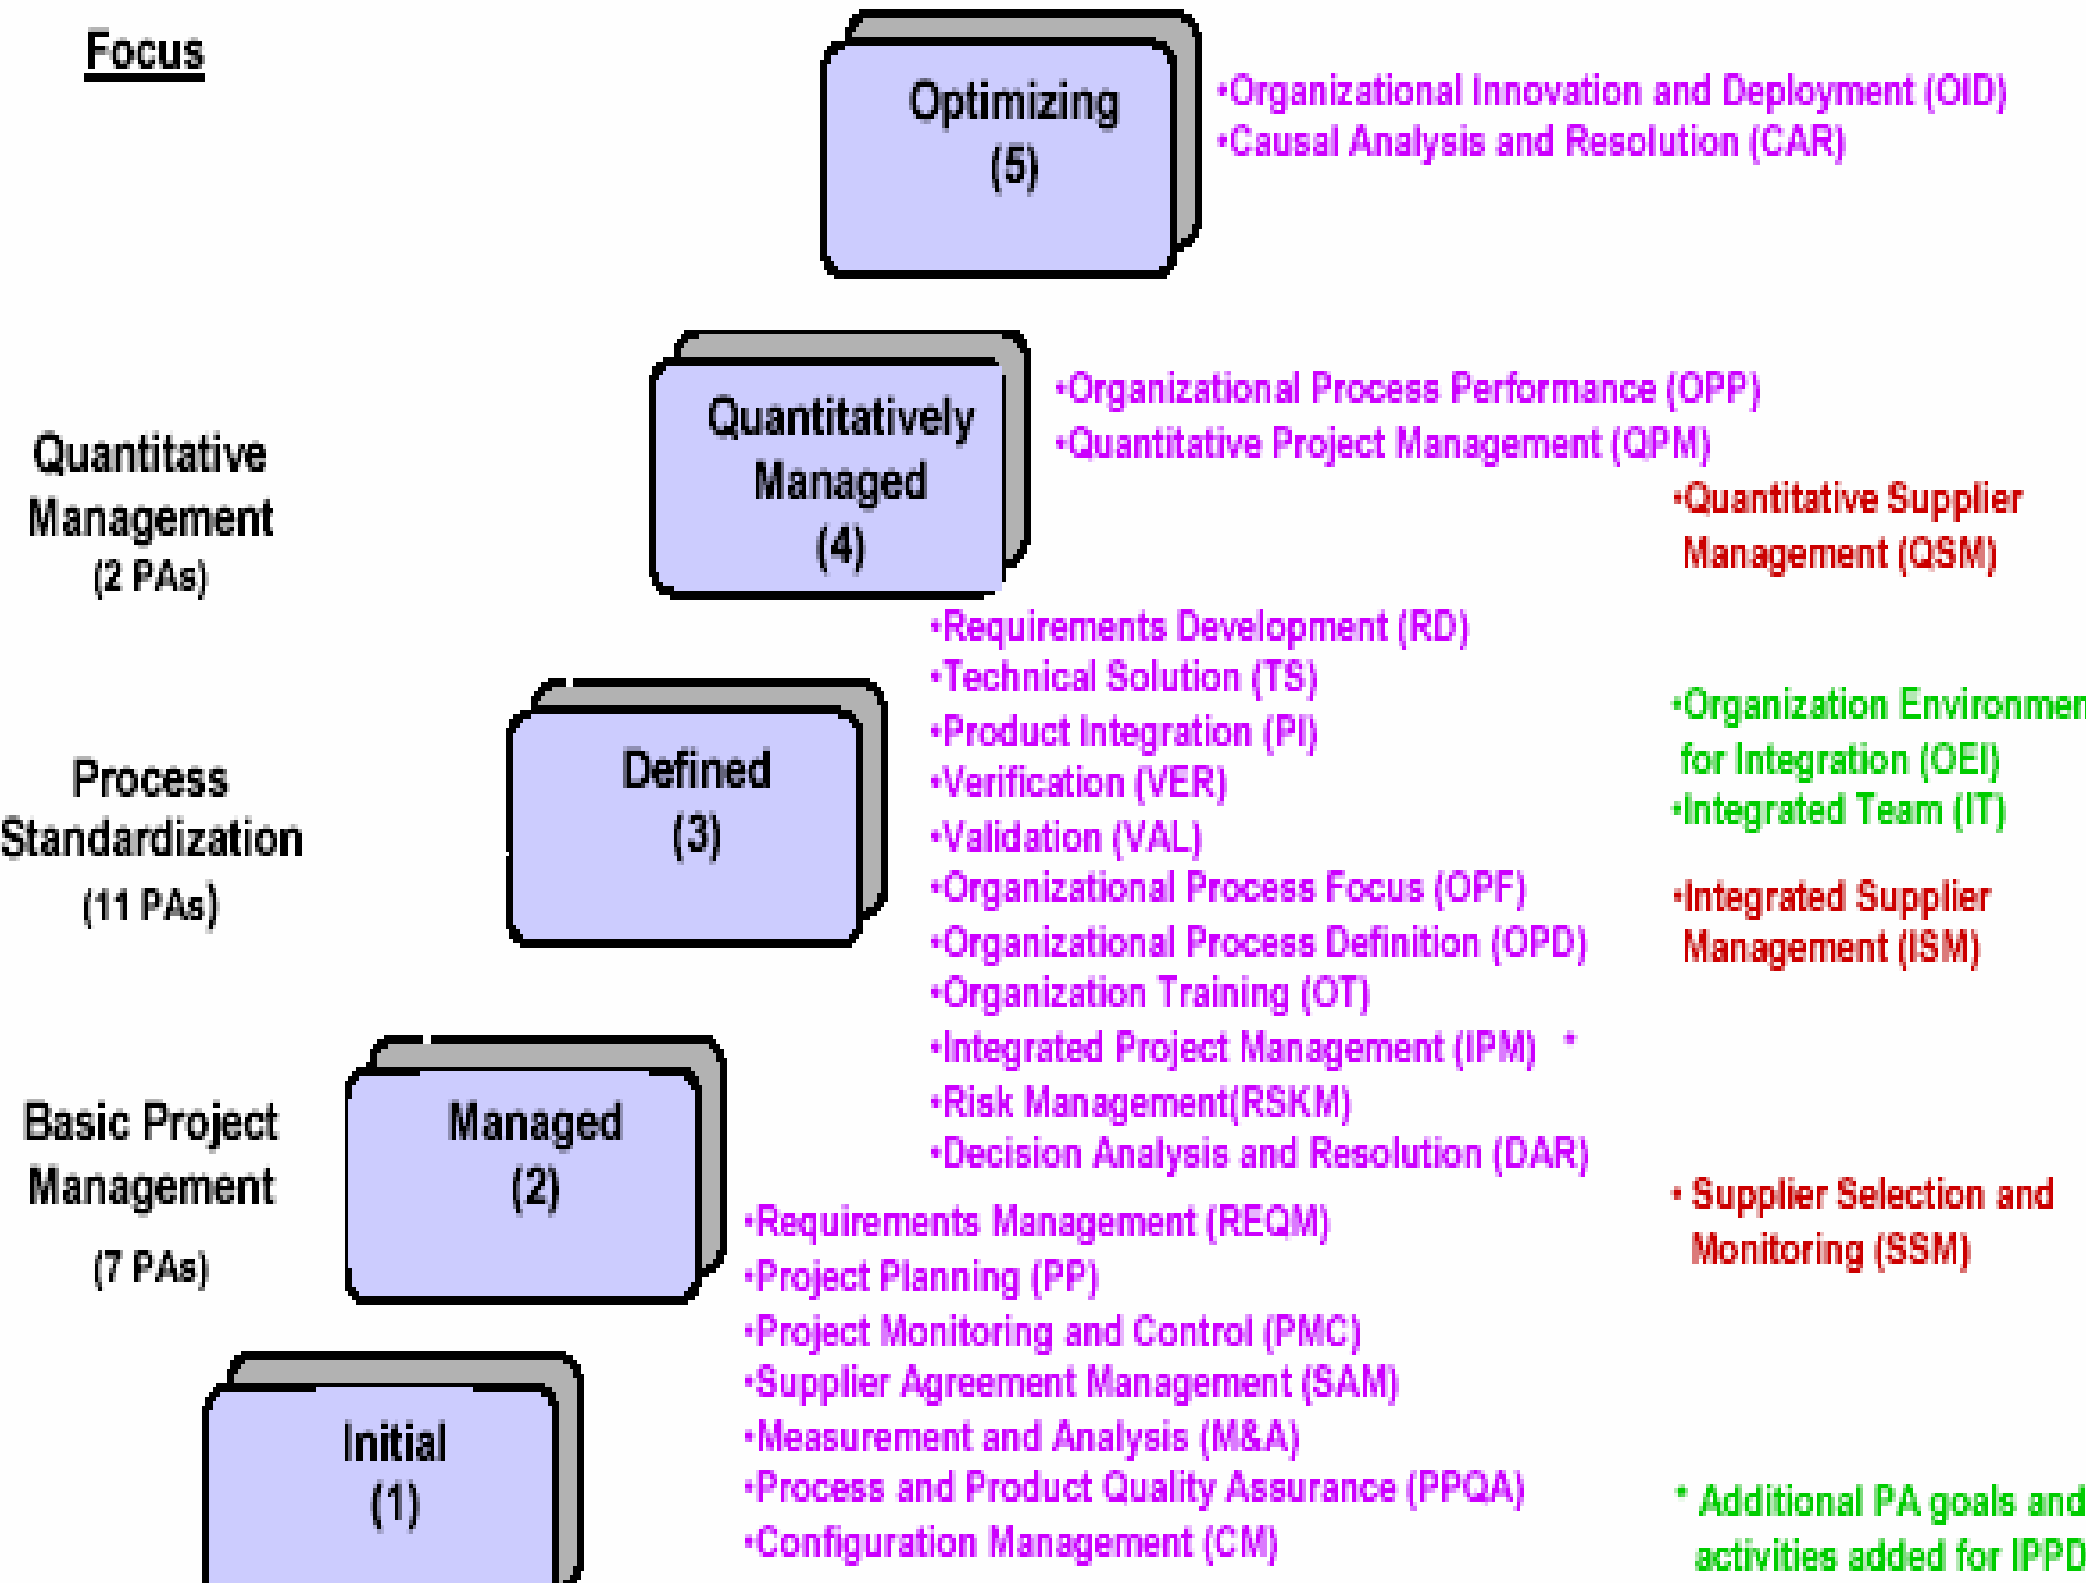 Focus
Optimizing
(5)
•Organizational Innovation and Deployment (OID)
•Causal Analysis and Resolution (CAR)
Quantitative
Management
(2 PAs)
Quantitatively
Managed
(4)
•Organizational Process Performance (OPP)
•Quantitative Project Management (QPM)
•Quantitative Supplier
Management (QSM)
Process
Standardization
(11 PAs)
Defined
(3)
•Requirements Development (RD)
•Technical Solution (TS)
•Product Integration (PI)
•Verification (VER)
•Validation (VAL)
•Organizational Process Focus (OPF)
•Organizational Process Definition (OPD)
•Organization Training (OT)
•Integrated Project Management (IPM) *
•Risk Management(RSKM)
•Decision Analysis and Resolution (DAR)
•Organization Environmen
for Integration (OEI)
•Integrated Team (IT)
•Integrated Supplier
Management (ISM)
Basic Project
Management
(7 PAs)
Managed
(2)
•Requirements Management (REQM)
•Project Planning (PP)
•Project Monitoring and Control (PMC)
•Supplier Agreement Management (SAM)
•Measurement and Analysis (M&A)
•Process and Product Quality Assurance (PPQA)
•Configuration Management (CM)
• Supplier Selection and
Monitoring (SSM)
Initial
(1)
* Additional PA goals and
activities added for IPPD